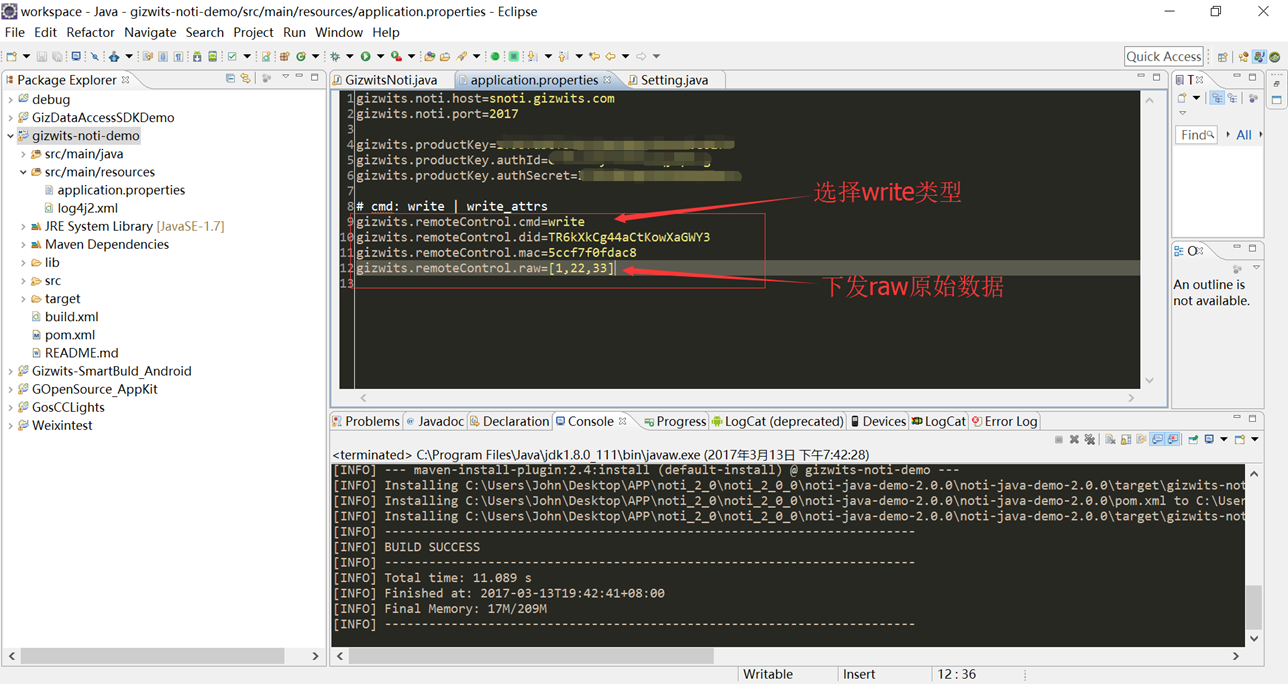 workspace - Java - gizwits-noti-demo/src/main/resources/application.properties - Eclipse
File Edit Refactor Navigate Search Project Run Window Help
Quick Access
Package Explorer
debug
GizDataAccessSDKDemo
gizwits-noti-demo
src/main/java
src/main/resources
application.properties
log4j2.xml
JRE System Library [JavaSE-1.7]
Maven Dependencies
lib
src
target
build.xml
pom.xml
README.md
Gizwits-SmartBuld_Android
GOpenSource_AppKit
GosCCLights
Weixintest
GizwitsNoti.java application.properties Setting.java
1 gizwits.noti.host=snoti.gizwits.com
2 gizwits.noti.port=2017
3
4 gizwits.productKey=
5 gizwits.productKey.authId=
6 gizwits.productKey.authSecret=
7
8 # cmd: write | write_attrs
9 gizwits.remoteControl.cmd=write
10 gizwits.remoteControl.did=TR6kXkCg44aCtKowXaGWY3
11 gizwits.remoteControl.mac=5ccf7f0fdac8
12 gizwits.remoteControl.raw=[1,22,33]
13
选择write类型
下发raw原始数据
T
Find All
O
An outline is
not available.
Problems Javadoc Declaration Console Progress LogCat (deprecated) Devices LogCat Error Log
<terminated> C:\Program Files\Java\jdk1.8.0_111\bin\javaw.exe (2017年3月13日 下午7:42:28)
[INFO] --- maven-install-plugin:2.4:install (default-install) @ gizwits-noti-demo ---
[INFO] Installing C:\Users\John\Desktop\APP\noti_2_0\noti_2_0_0\noti-java-demo-2.0.0\noti-java-demo-2.0.0\target\gizwits-not
[INFO] Installing C:\Users\John\Desktop\APP\noti_2_0\noti_2_0_0\noti-java-demo-2.0.0\noti-java-demo-2.0.0\pom.xml to C:\User
[INFO] Installing C:\Users\John\Desktop\APP\noti_2_0\noti_2_0_0\noti-java-demo-2.0.0\noti-java-demo-2.0.0\target\gizwits-not
[INFO] ------------------------------------------------------------------------
[INFO] BUILD SUCCESS
[INFO] ------------------------------------------------------------------------
[INFO] Total time: 11.089 s
[INFO] Finished at: 2017-03-13T19:42:41+08:00
[INFO] Final Memory: 17M/209M
[INFO] ------------------------------------------------------------------------
Writable Insert 12 : 36